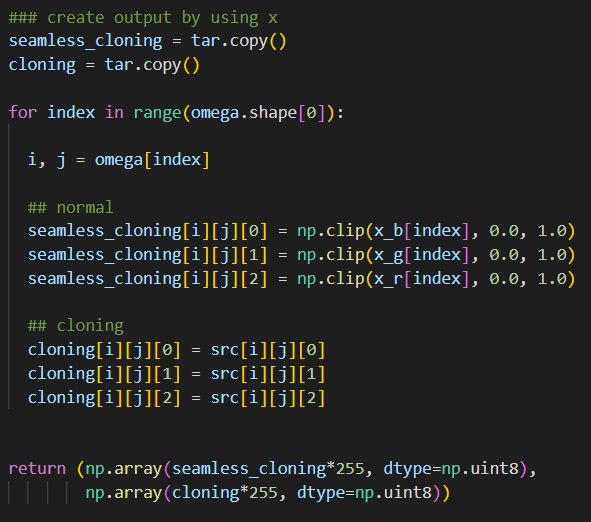 ### create output by using x
seamless_cloning = tar.copy()
cloning = tar.copy()
for index in range(omega.shape[0]):
i, j = omega[index]
## normal
seamless_cloning[i][j][0] = np.clip(x_b[index], 0.0, 1.0)
seamless_cloning[i][j][1] = np.clip(x_g[index], 0.0, 1.0)
seamless_cloning[i][j][2] = np.clip(x_r[index], 0.0, 1.0)
## cloning
cloning[i][j][0] = src[i][j][0]
cloning[i][j][1] = src[i][j][1]
cloning[i][j][2] = src[i][j][2]
return (np.array(seamless_cloning*255, dtype=np.uint8),
np.array(cloning*255, dtype=np.uint8))